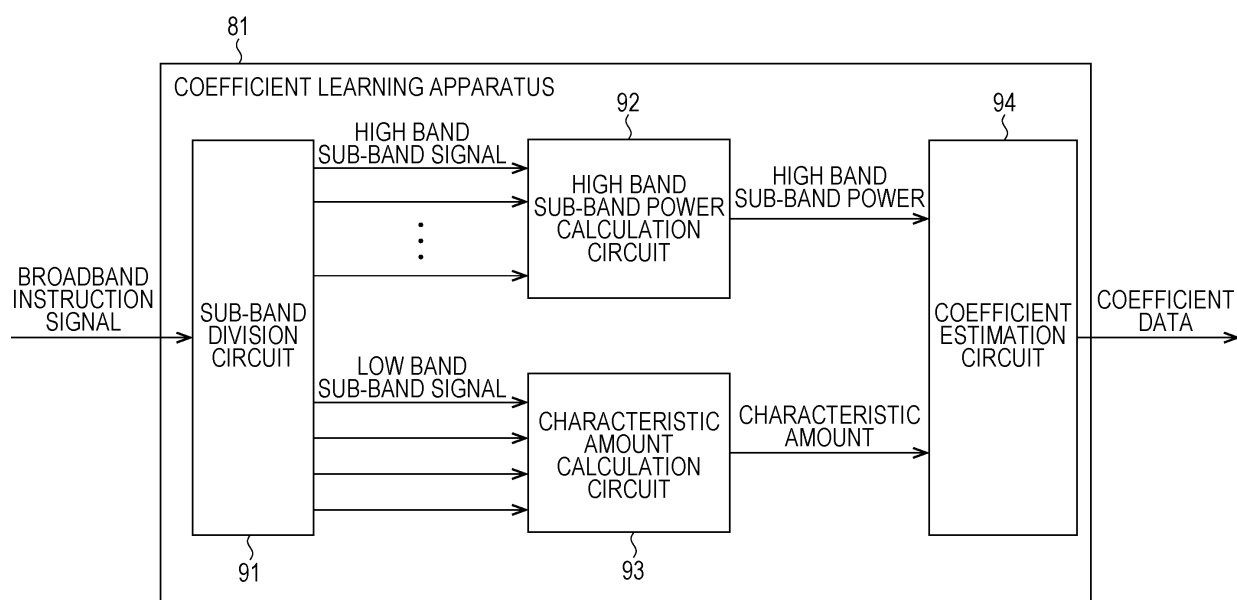 81
COEFFICIENT LEARNING APPARATUS
92
94
HIGH BAND
SUB-BAND SIGNAL
HIGH BAND
SUB-BAND POWER
CALCULATION
CIRCUIT
HIGH BAND
SUB-BAND POWER
BROADBAND
INSTRUCTION
SIGNAL
SUB-BAND
DIVISION
CIRCUIT
COEFFICIENT
ESTIMATION
CIRCUIT
COEFFICIENT
DATA
LOW BAND
SUB-BAND SIGNAL
CHARACTERISTIC
AMOUNT
CALCULATION
CIRCUIT
CHARACTERISTIC
AMOUNT
91
93